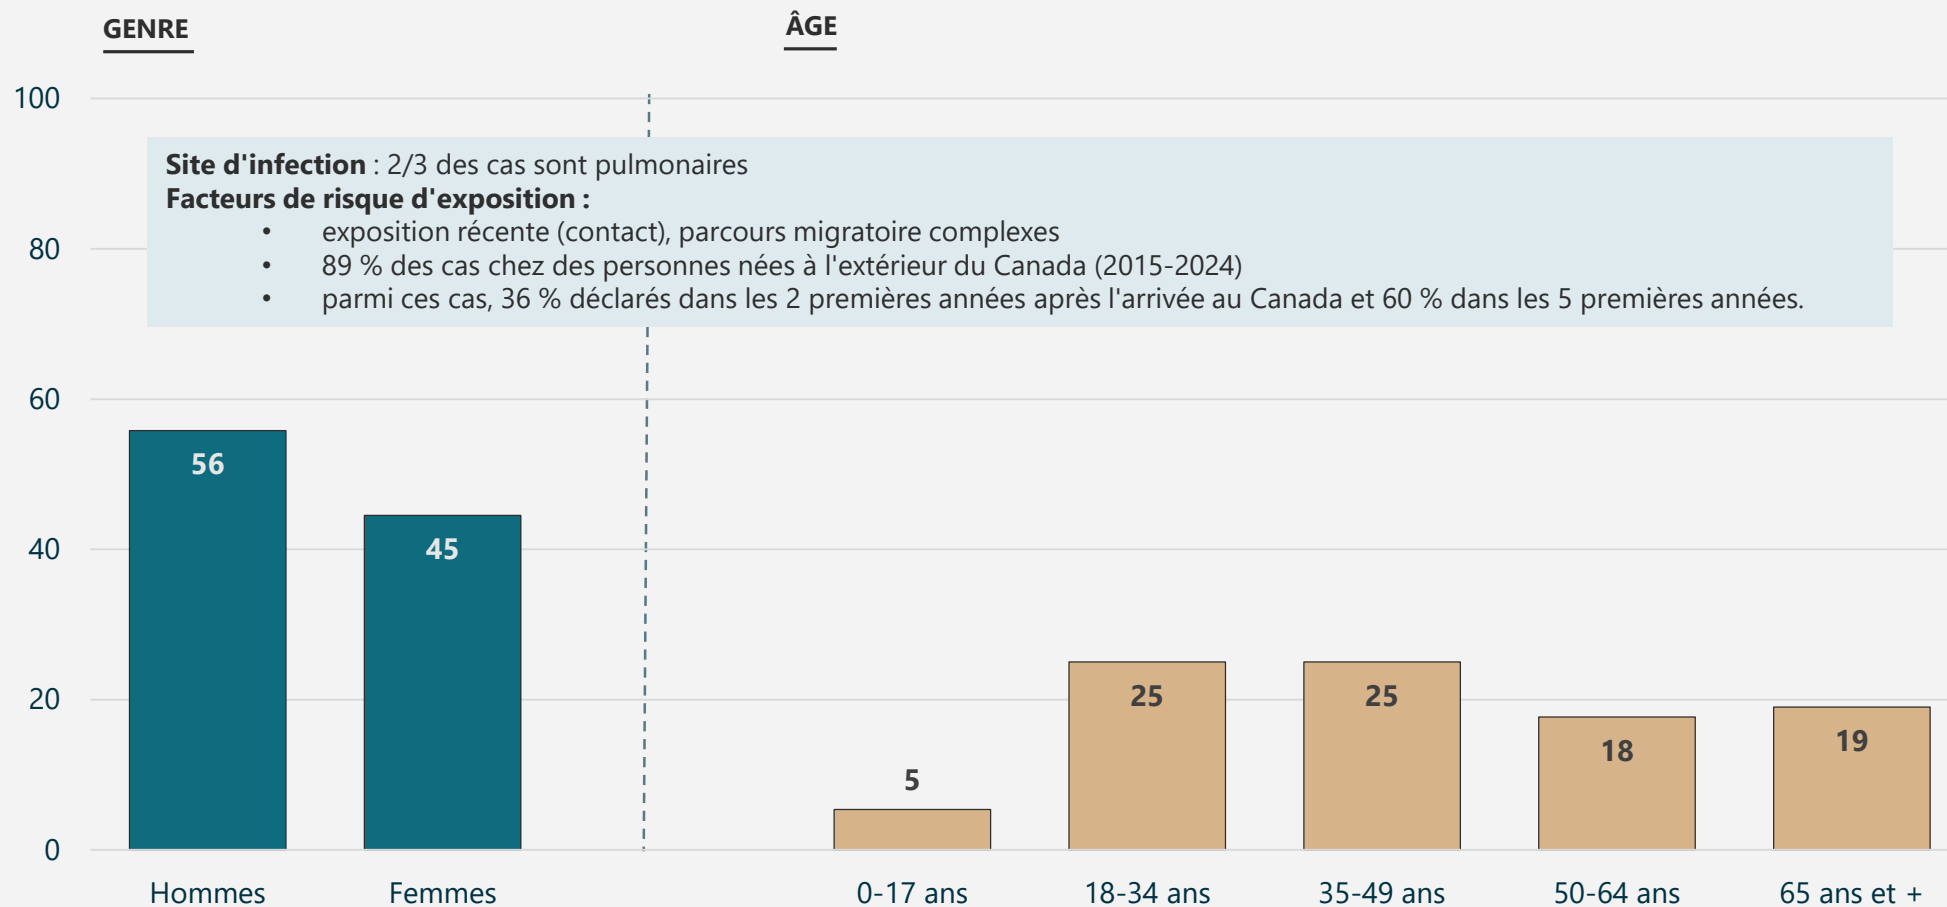 GENRE
ÂGE
100
Site d'infection : 2/3 des cas sont pulmonaires
Facteurs de risque d'exposition :
• exposition récente (contact), parcours migratoire complexes
80
• 89 % des cas chez des personnes nées à l'extérieur du Canada (2015-2024)
• parmi ces cas, 36 % déclarés dans les 2 premières années après l'arrivée au Canada et 60 % dans les 5 premières années.
60
56
45
40
25
25
20
18
19
5
0
Hommes
Femmes
0-17 ans
18-34 ans
35-49 ans
50-64 ans
65 ans et +